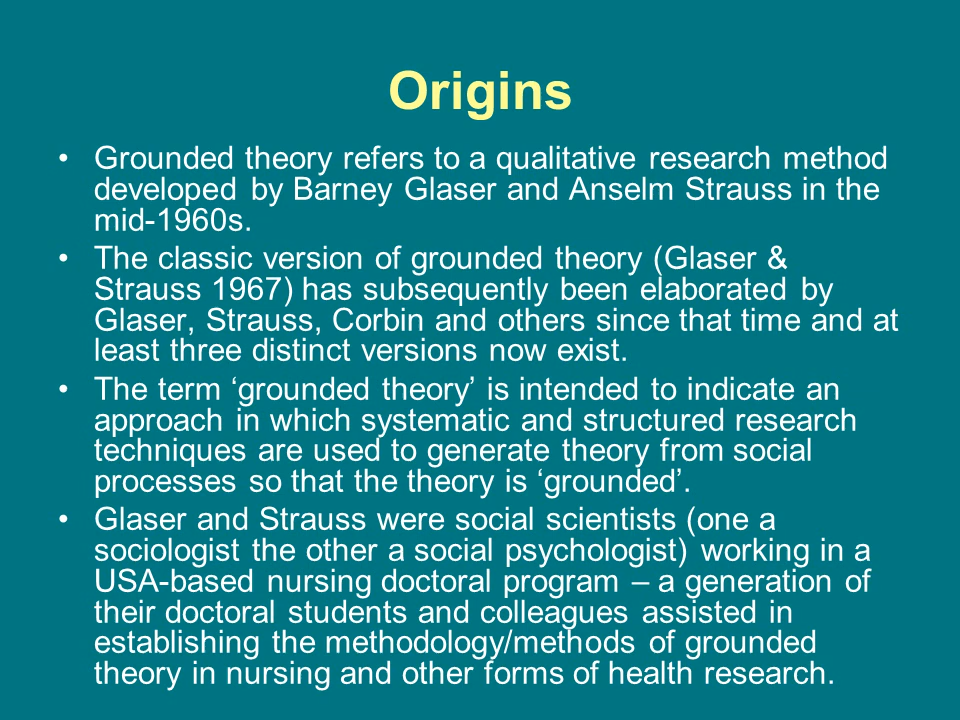 Origins
• Grounded theory refers to a qualitative research method
developed by Barney Glaser and Anselm Strauss in the
mid-1960s.
• The classic version of grounded theory (Glaser &
Strauss 1967) has subsequently been elaborated by
Glaser, Strauss, Corbin and others since that time and at
least three distinct versions now exist.
• The term ‘grounded theory’ is intended to indicate an
approach in which systematic and structured research
techniques are used to generate theory from social
processes so that the theory is ‘grounded’.
• Glaser and Strauss were social scientists (one a
sociologist the other a social psychologist) working in a
USA-based nursing doctoral program – a generation of
their doctoral students and colleagues assisted in
establishing the methodology/methods of grounded
theory in nursing and other forms of health research.